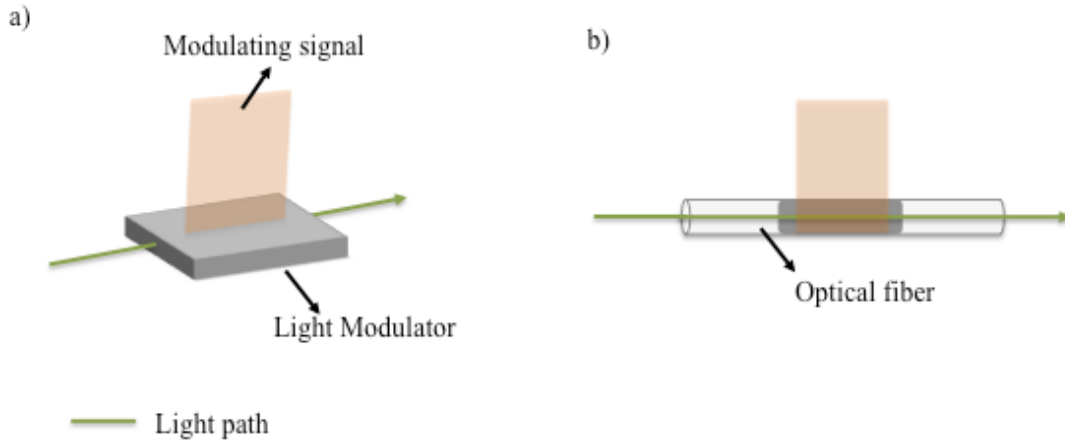 a)
Modulating signal
Light Modulator
b)
Optical fiber
Light path